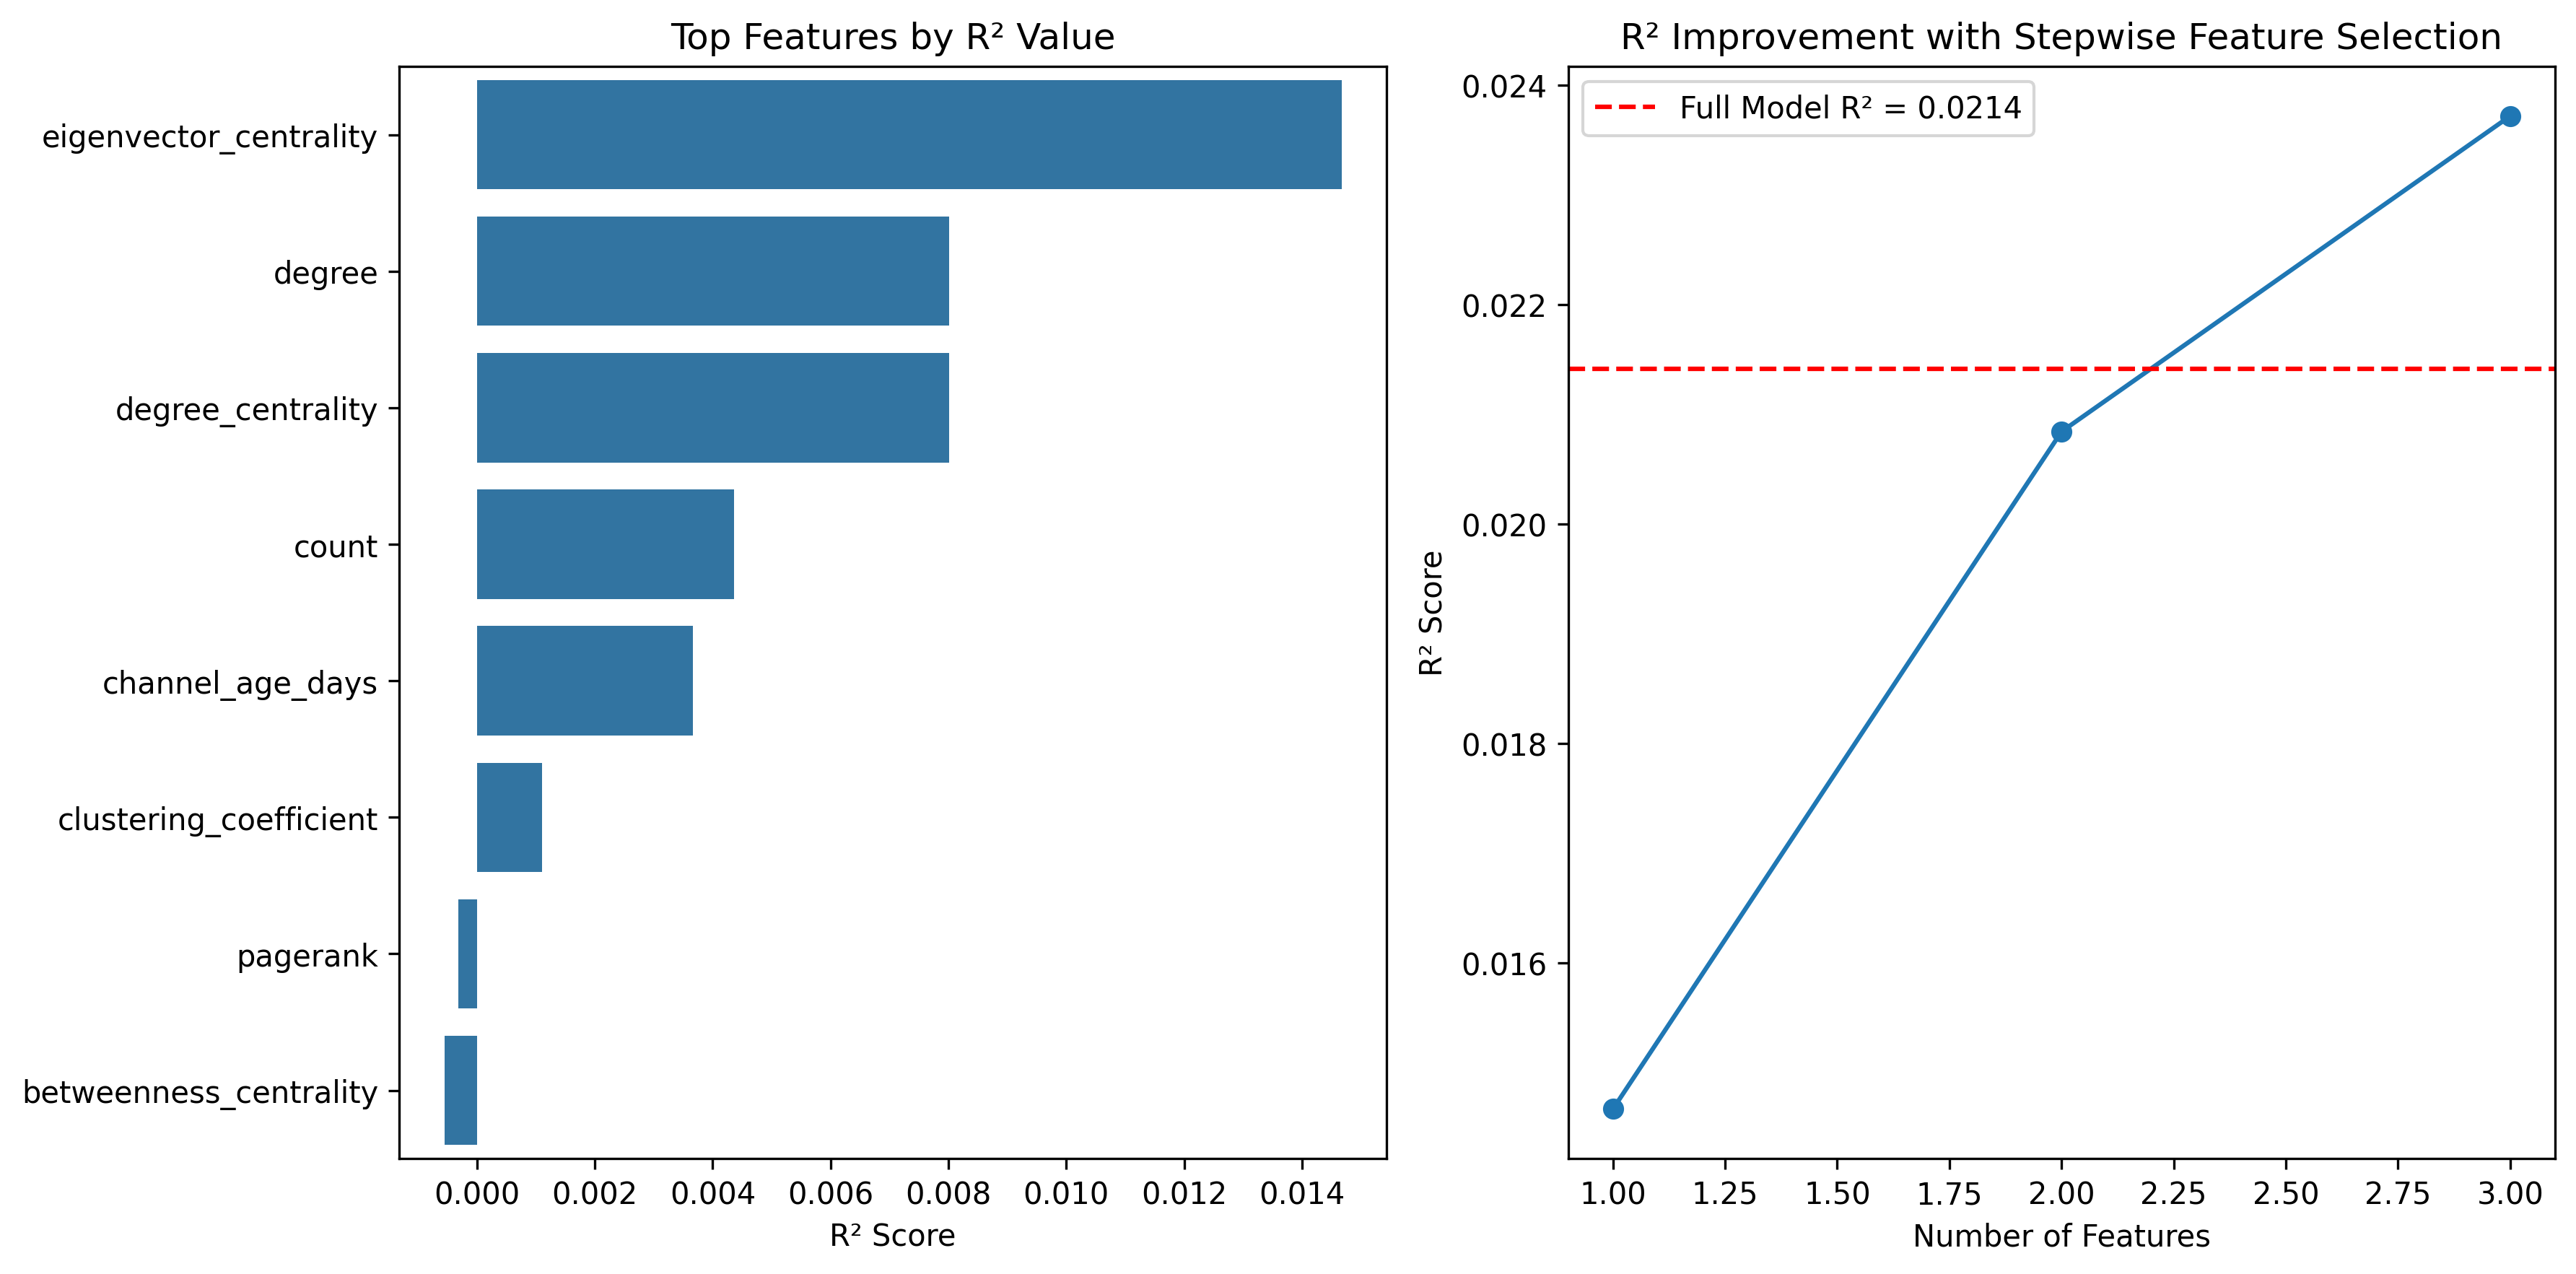 Top Features by R² Value
eigenvector_centrality
degree
degree_centrality
count
channel_age_days
clustering_coefficient
pagerank
betweenness_centrality
0.000 0.002 0.004 0.006 0.008 0.010 0.012 0.014
R² Score
R² Improvement with Stepwise Feature Selection
Full Model R² = 0.0214
0.024
0.022
0.020
0.018
0.016
R² Score
1.00 1.25 1.50 1.75 2.00 2.25 2.50 2.75 3.00
Number of Features